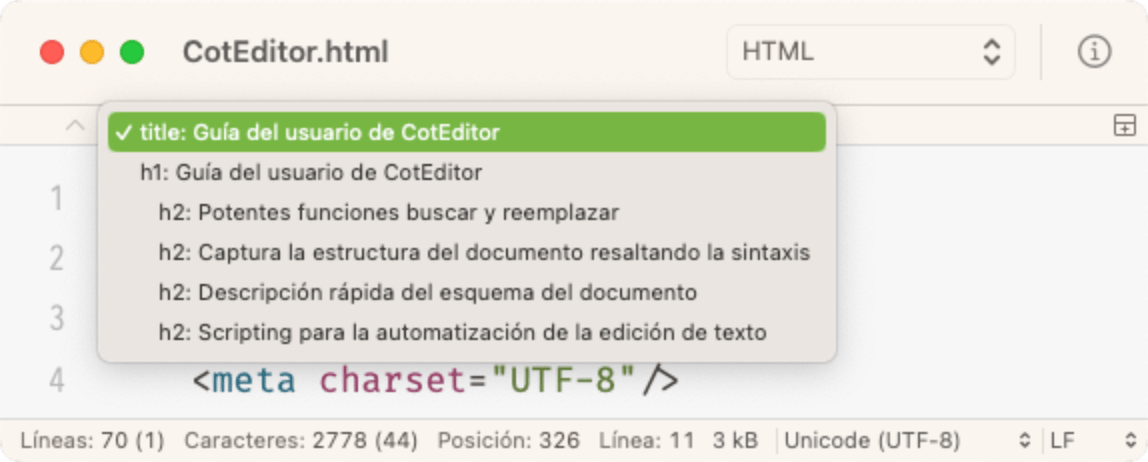 CotEditor.html HTML
✓ title: Guía del usuario de CotEditor
h1: Guía del usuario de CotEditor
1
h2: Potentes funciones buscar y reemplazar
h2: Captura la estructura del documento resaltando la sintaxis
2
h2: Descripción rápida del esquema del documento
3
h2: Scripting para la automatización de la edición de texto
4 <meta charset="UTF-8"/>
Líneas: 70 (1) Caracteres: 2778 (44) Posición: 326 Línea: 11 3 kB Unicode (UTF-8) LF